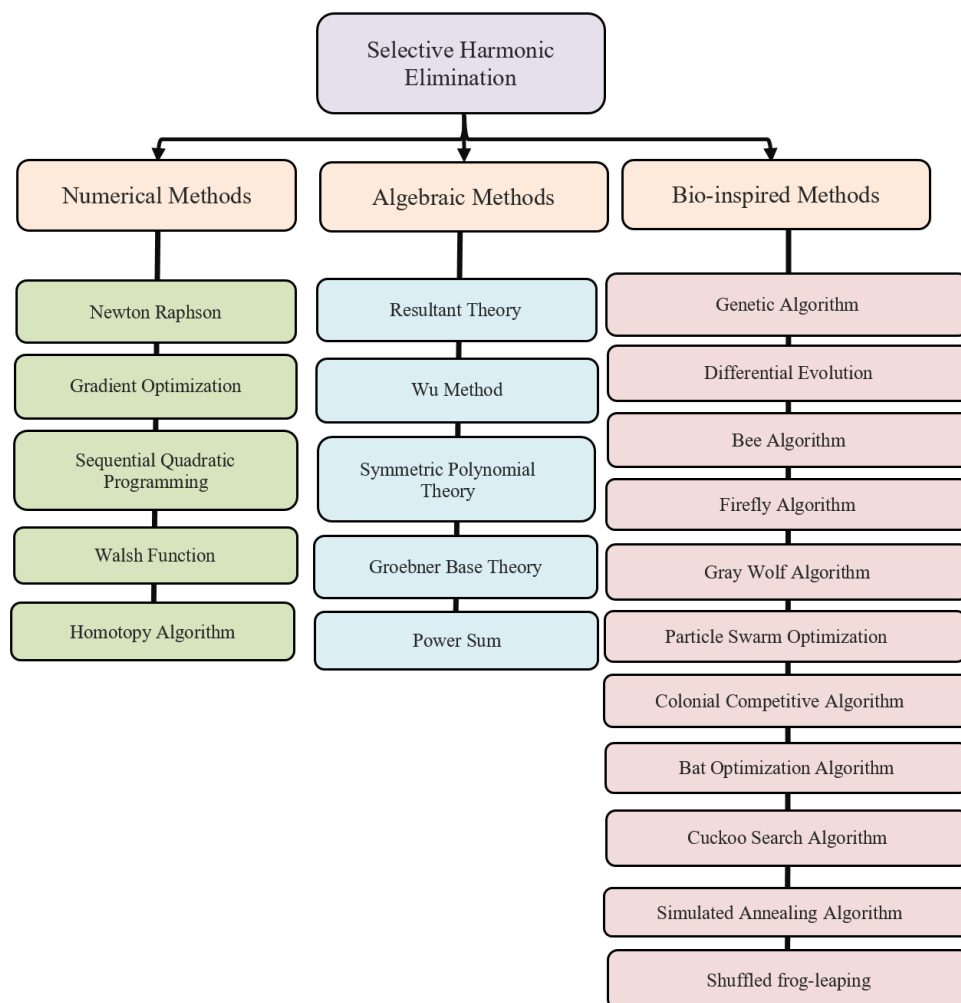 Selective Harmonic
Elimination
Numerical Methods
Algebraic Methods
Bio-inspired Methods
Newton Raphson
Gradient Optimization
Sequential Quadratic
Programming
Walsh Function
Homotopy Algorithm
Resultant Theory
Wu Method
Symmetric Polynomial
Theory
Groebner Base Theory
Power Sum
Genetic Algorithm
Differential Evolution
Bee Algorithm
Firefly Algorithm
Gray Wolf Algorithm
Particle Swarm Optimization
Colonial Competitive Algorithm
Bat Optimization Algorithm
Cuckoo Search Algorithm
Simulated Annealing Algorithm
Shuffled frog-leaping